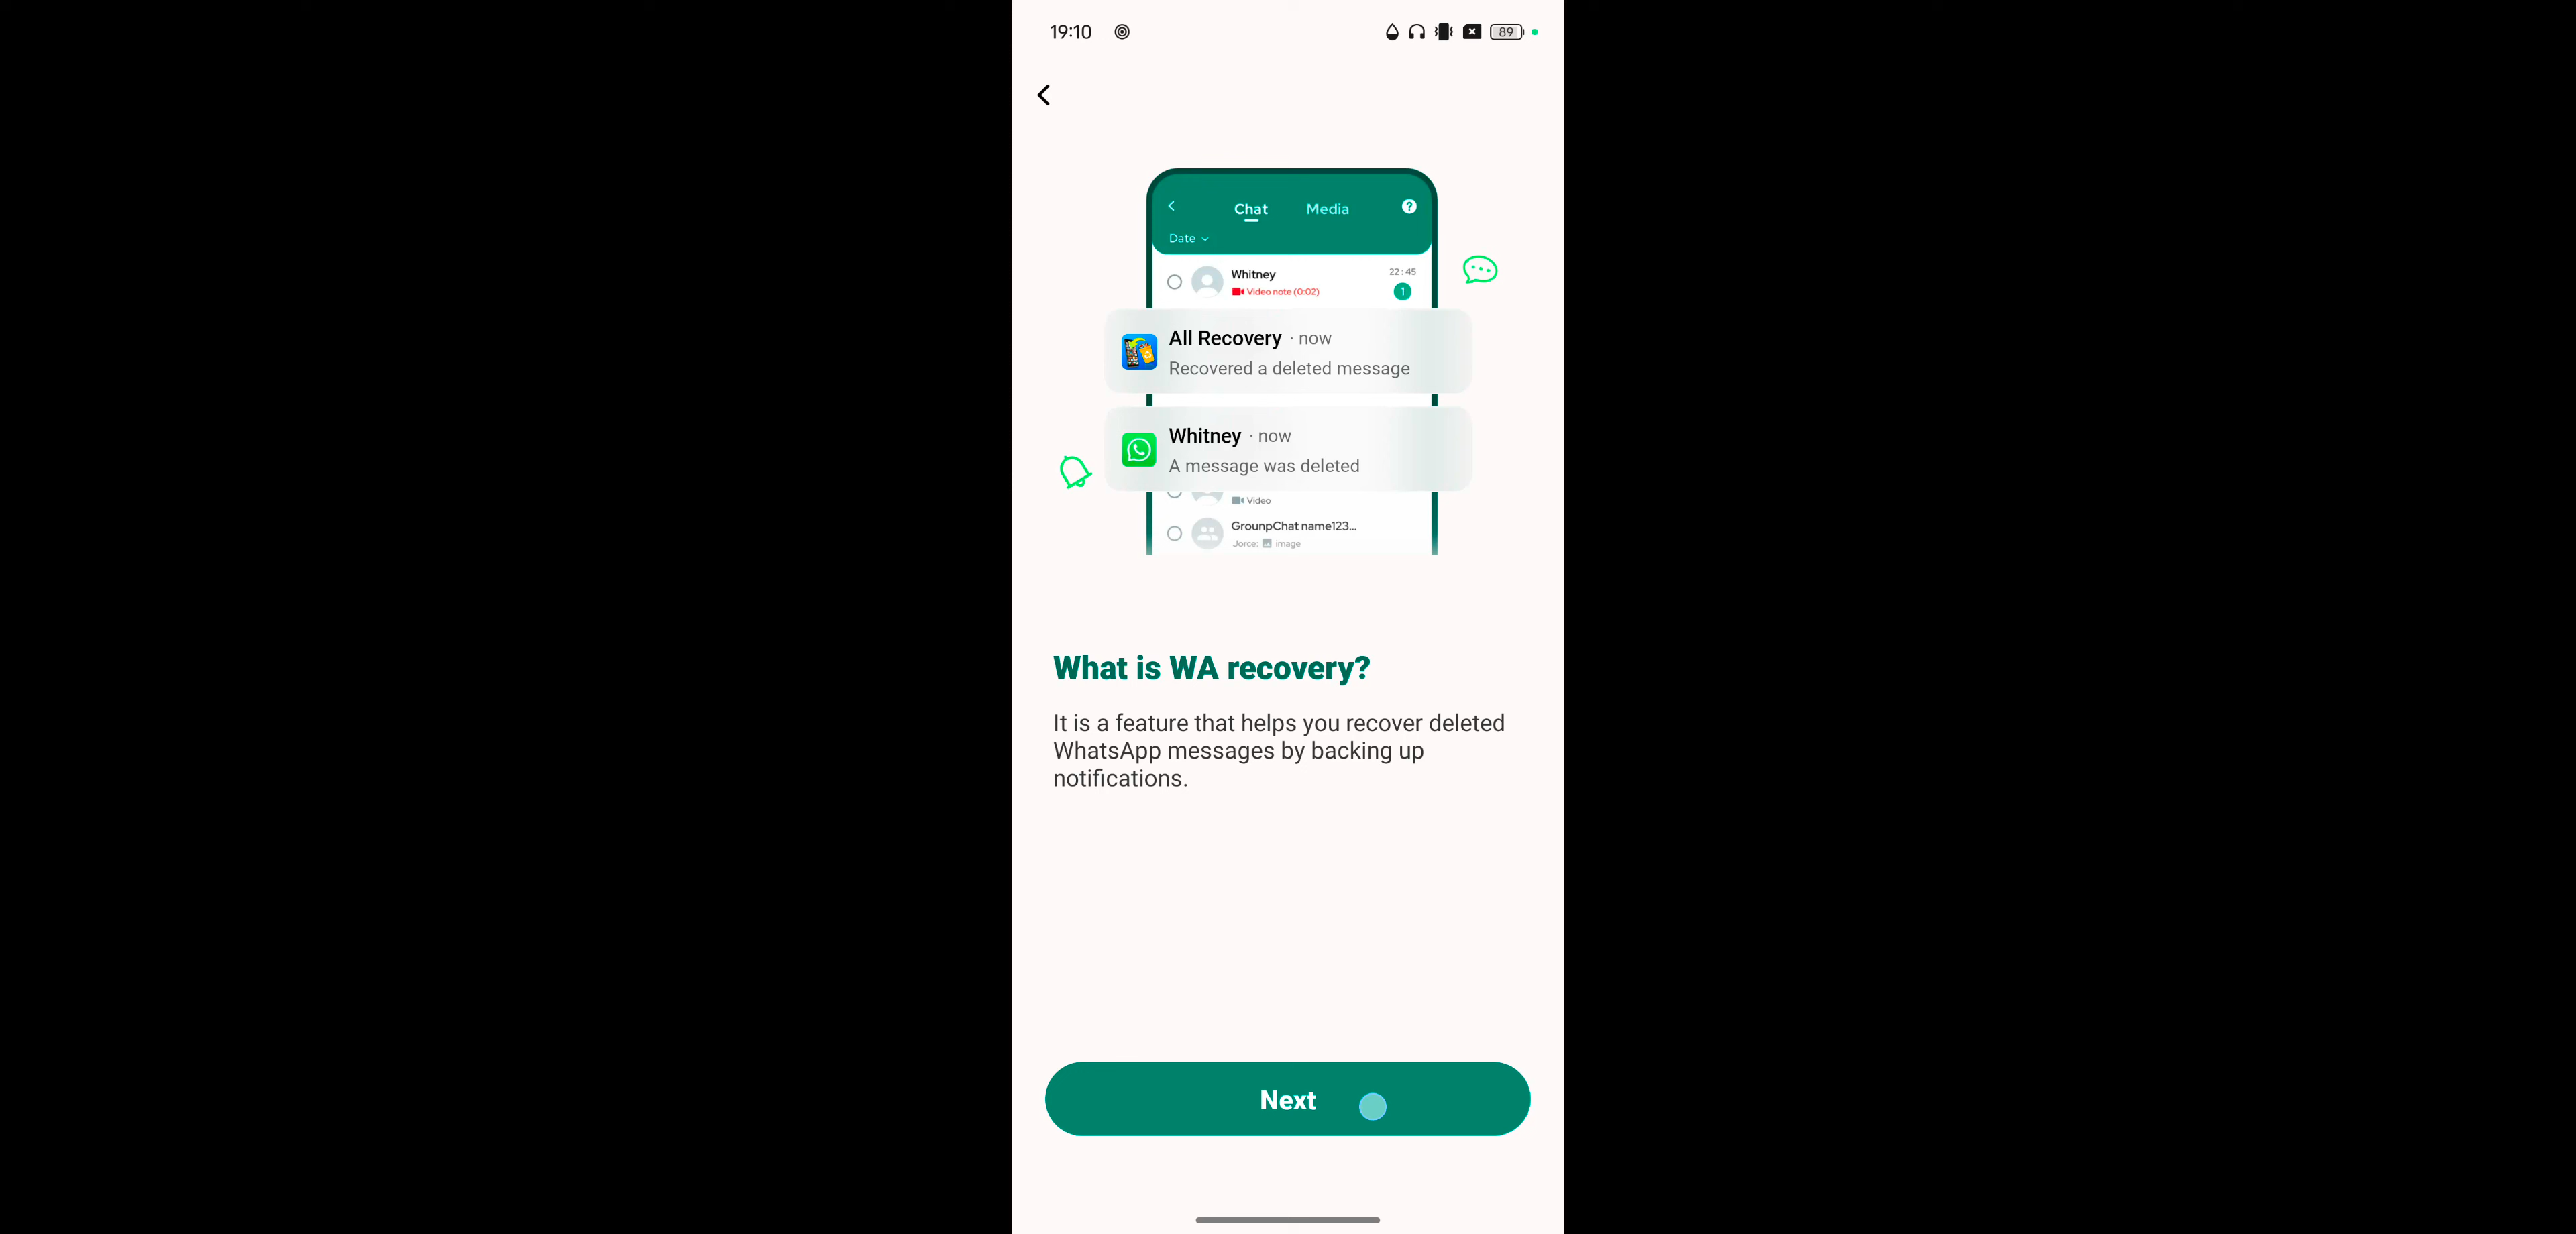 19:10
89
Chat Media
Date
Whitney 22 : 45
Video note (0:02) 1
All Recovery · now
Recovered a deleted message
Whitney · now
A message was deleted
Video
GrounpChat name123...
Jorce: image
What is WA recovery?
It is a feature that helps you recover deleted
WhatsApp messages by backing up
notifications.
Next